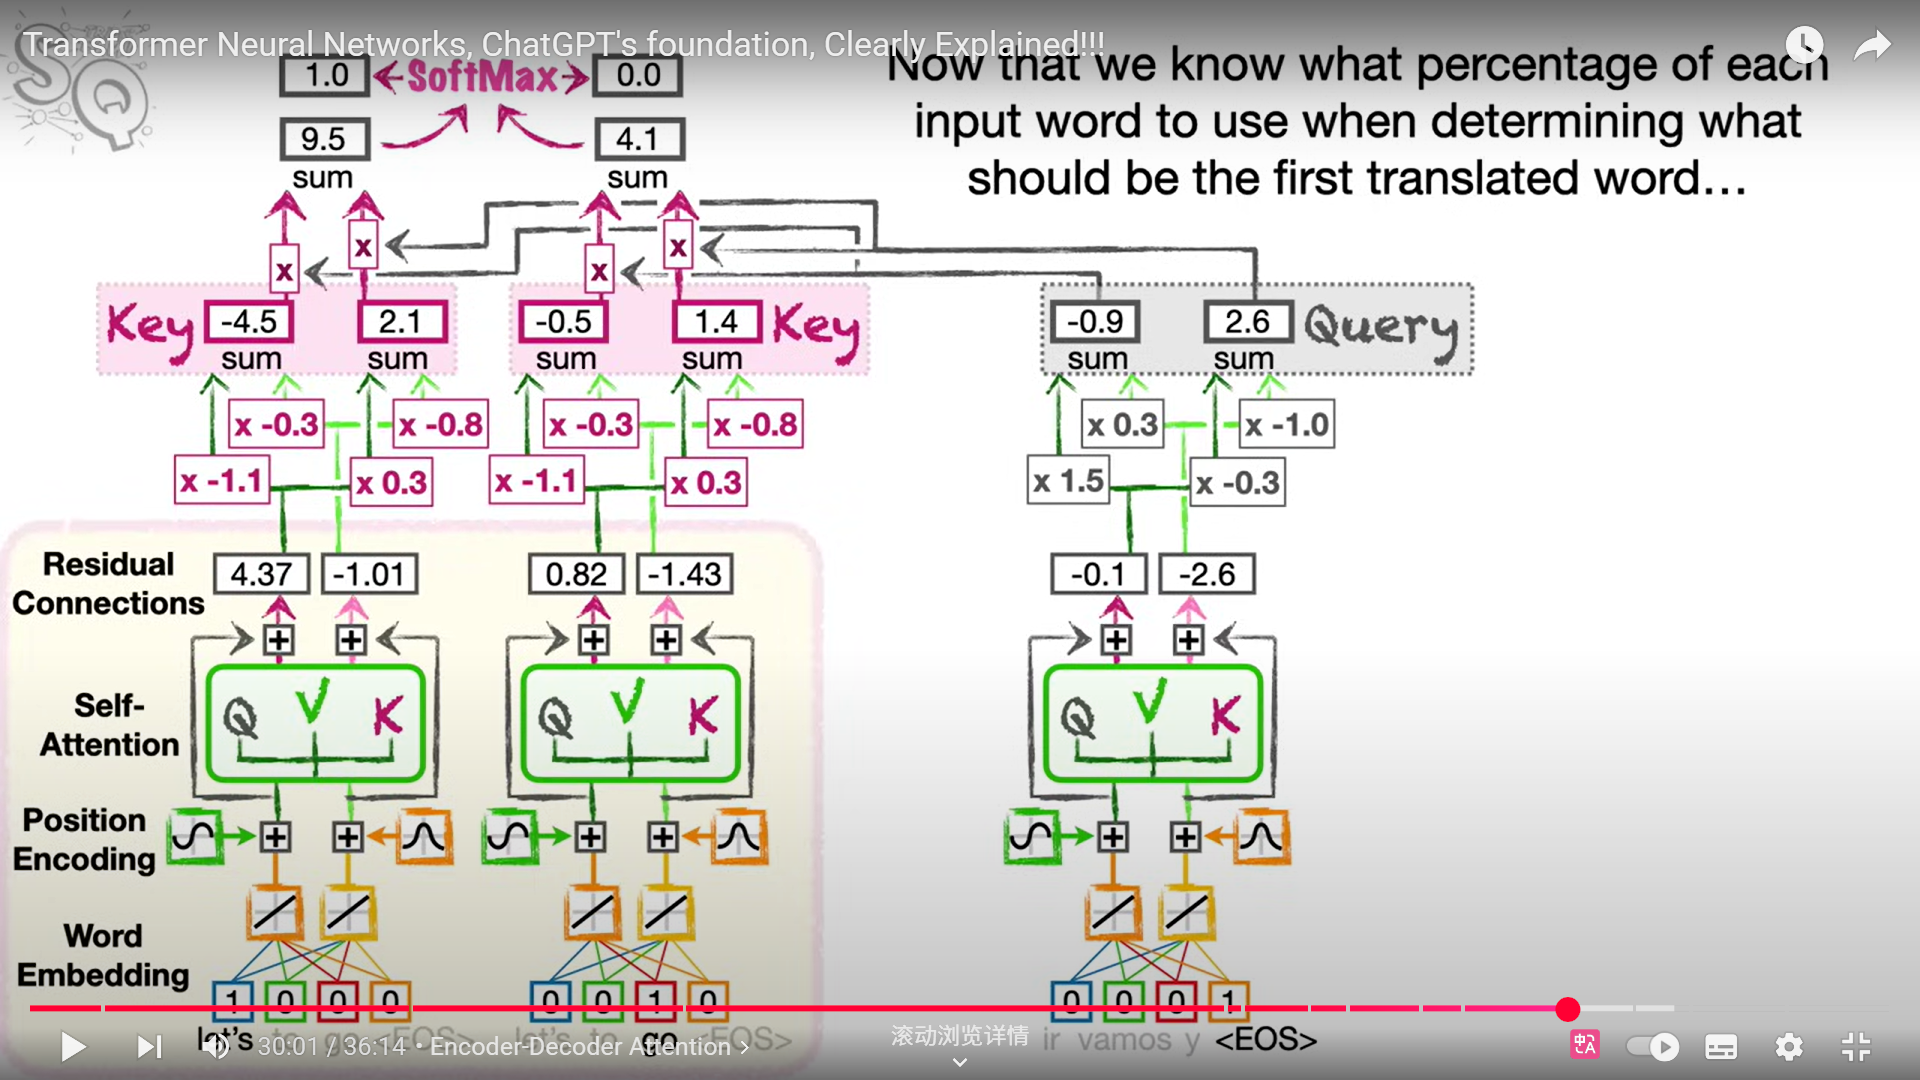 Transformer Neural Networks, ChatGPT's foundation, Clearly Explained!!!
SQ
1.0 SoftMax 0.0
Now that we know what percentage of each
input word to use when determining what
should be the first translated word...
9.5 4.1
sum sum
x x x x
Key -4.5 2.1 -0.5 1.4 Key -0.9 2.6 Query
sum sum sum sum sum sum
x -0.3 x -0.8 x -0.3 x -0.8 x 0.3 x -1.0
x -1.1 x 0.3 x -1.1 x 0.3 x 1.5 x -0.3
Residual
Connections
4.37 -1.01 0.82 -1.43 -0.1 -2.6
+ + + + + +
Self-
Attention
Q V K Q V K Q V K
Position
Encoding
+ + + + + +
Word
Embedding
1 0 0 0 0 0 1 0 0 0 0 1
let's to go <EOS> let's to go <EOS> ir vamos y <EOS>
30:01 / 36:14 · Encoder-Decoder Attention
滚动浏览详情
中A